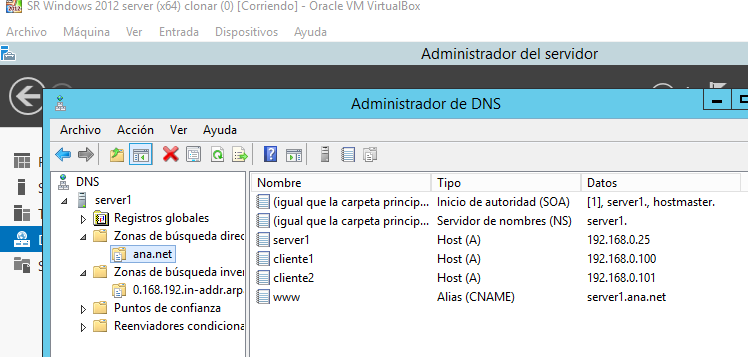 SR Windows 2012 server (x64) clonar (0) [Corriendo] - Oracle VM VirtualBox
Archivo Máquina Ver Entrada Dispositivos Ayuda
Administrador del servidor
Administrador de DNS
Archivo Acción Ver Ayuda
DNS
server1
Registros globales
Zonas de búsqueda direc
ana.net
Zonas de búsqueda inver
0.168.192.in-addr.arp
Puntos de confianza
Reenviadores condiciona
Nombre Tipo Datos
(igual que la carpeta princip... Inicio de autoridad (SOA) [1], server1., hostmaster.
(igual que la carpeta princip... Servidor de nombres (NS) server1.
server1 Host (A) 192.168.0.25
cliente1 Host (A) 192.168.0.100
cliente2 Host (A) 192.168.0.101
www Alias (CNAME) server1.ana.net